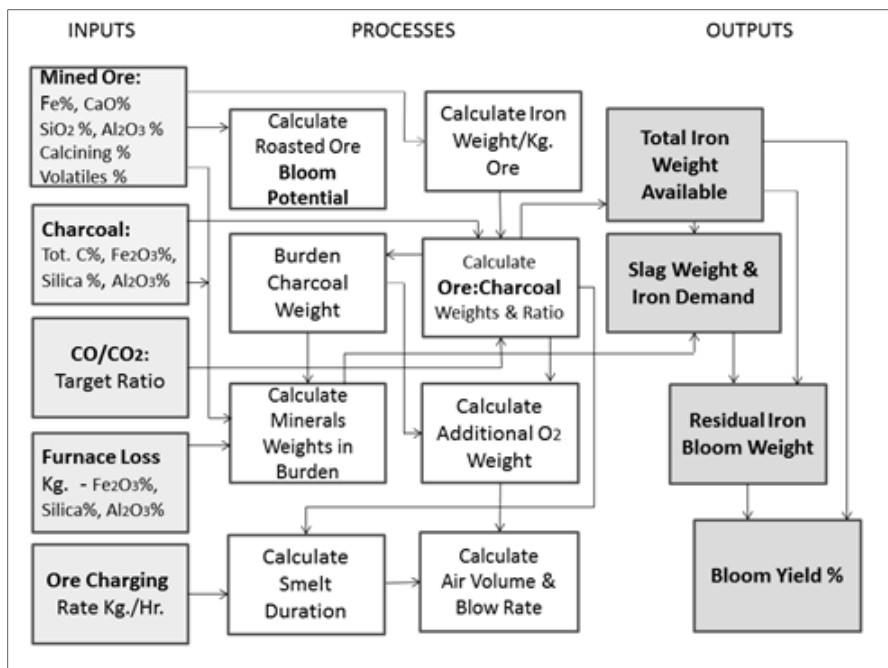 INPUTS
PROCESSES
OUTPUTS
Mined Ore:
Fe%, CaO%
SiO2 %, Al2O3 %
Calcining %
Volatiles %
Charcoal:
Tot. C%, Fe2O3%,
Silica %, Al2O3%
CO/CO2:
Target Ratio
Furnace Loss
Kg. - Fe2O3%,
Silica%, Al2O3%
Ore Charging
Rate Kg./Hr.
Calculate
Roasted Ore
Bloom
Potential
Calculate Iron
Weight/Kg.
Ore
Burden
Charcoal
Weight
Calculate
Ore:Charcoal
Weights & Ratio
Calculate
Minerals
Weights in
Burden
Calculate
Additional O2
Weight
Calculate
Smelt
Duration
Calculate
Air Volume &
Blow Rate
Total Iron
Weight
Available
Slag Weight &
Iron Demand
Residual Iron
Bloom Weight
Bloom Yield %